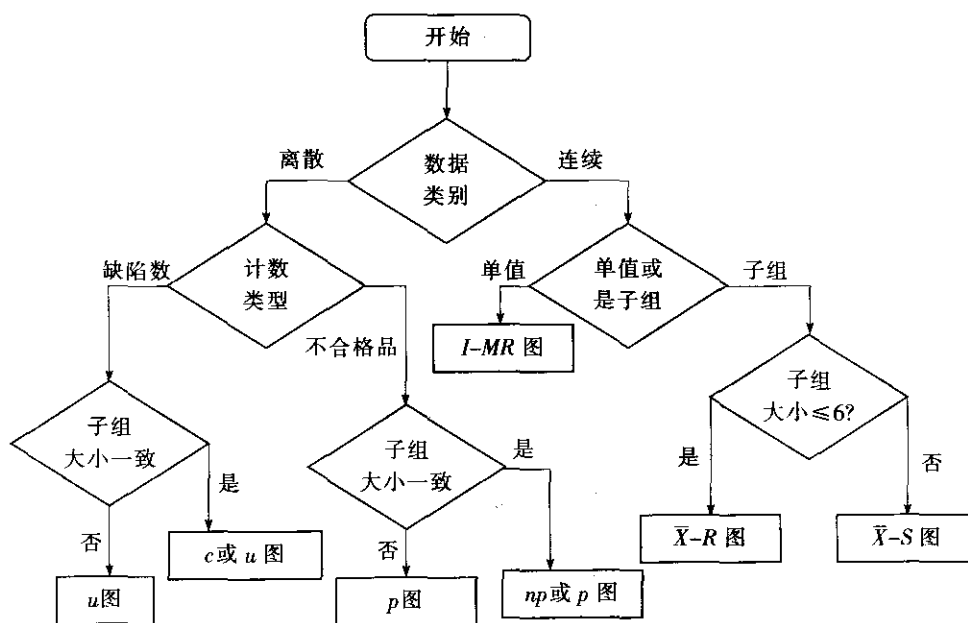 开始
离散
数据
类别
连续
缺陷数
计数
类型
单值
单值或
是子组
子组
不合格品
I–MR 图
子组
大小一致
子组
大小一致
子组
大小≤6?
是
是
是
否
否
c或 u 图
否
X̄–R 图
X̄–S 图
u图
p图
np或 p 图